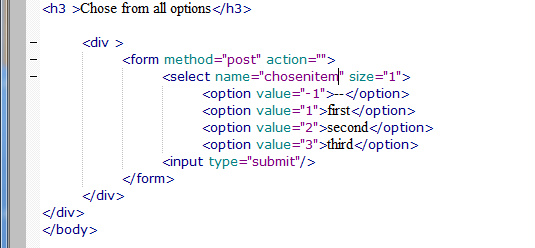 <h3 >Chose from all options</h3>
<div >
<form method="post" action="">
<select name="chosenitem" size="1">
<option value="-1">--</option>
<option value="1">first</option>
<option value="2">second</option>
<option value="3">third</option>
<input type="submit"/>
</form>
</div>
</div>
</body>